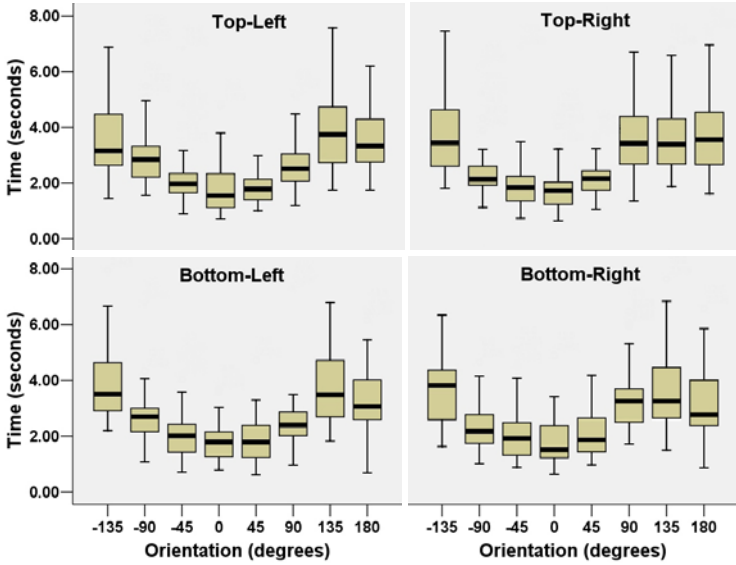 Top-Left
Top-Right
Time (seconds)
8.00
6.00
4.00
2.00
0.00
Bottom-Left
Bottom-Right
Time (seconds)
8.00
6.00
4.00
2.00
0.00
-135 -90 -45 0 45 90 135 180
-135 -90 -45 0 45 90 135 180
Orientation (degrees)
Orientation (degrees)